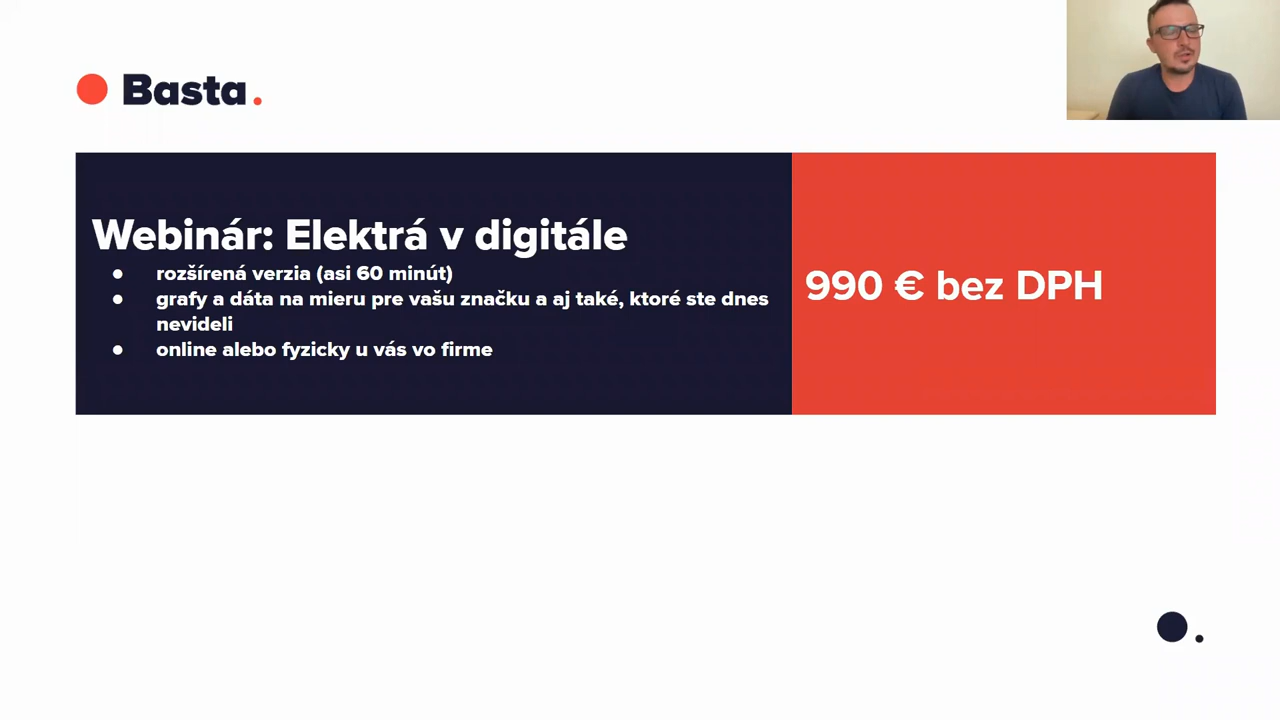 Basta.
Webinár: Elektrá v digitále
● rozšírená verzia (asi 60 minút)
● grafy a dáta na mieru pre vašu značku a aj také, ktoré ste dnes
nevideli
● online alebo fyzicky u vás vo firme
990 € bez DPH